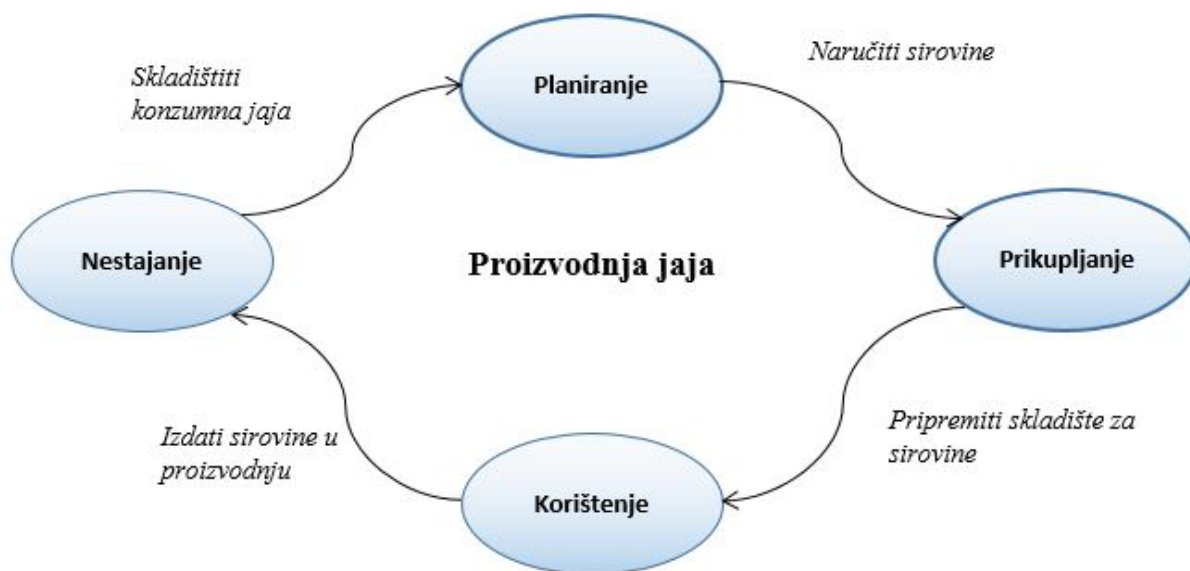 Planiranje
Naručiti sirovine
Skladištiti
konzumna jaja
Nestajanje
Proizvodnja jaja
Prikupljanje
Izdati sirovine u
proizvodnju
Korištenje
Pripremiti skladište za
sirovine